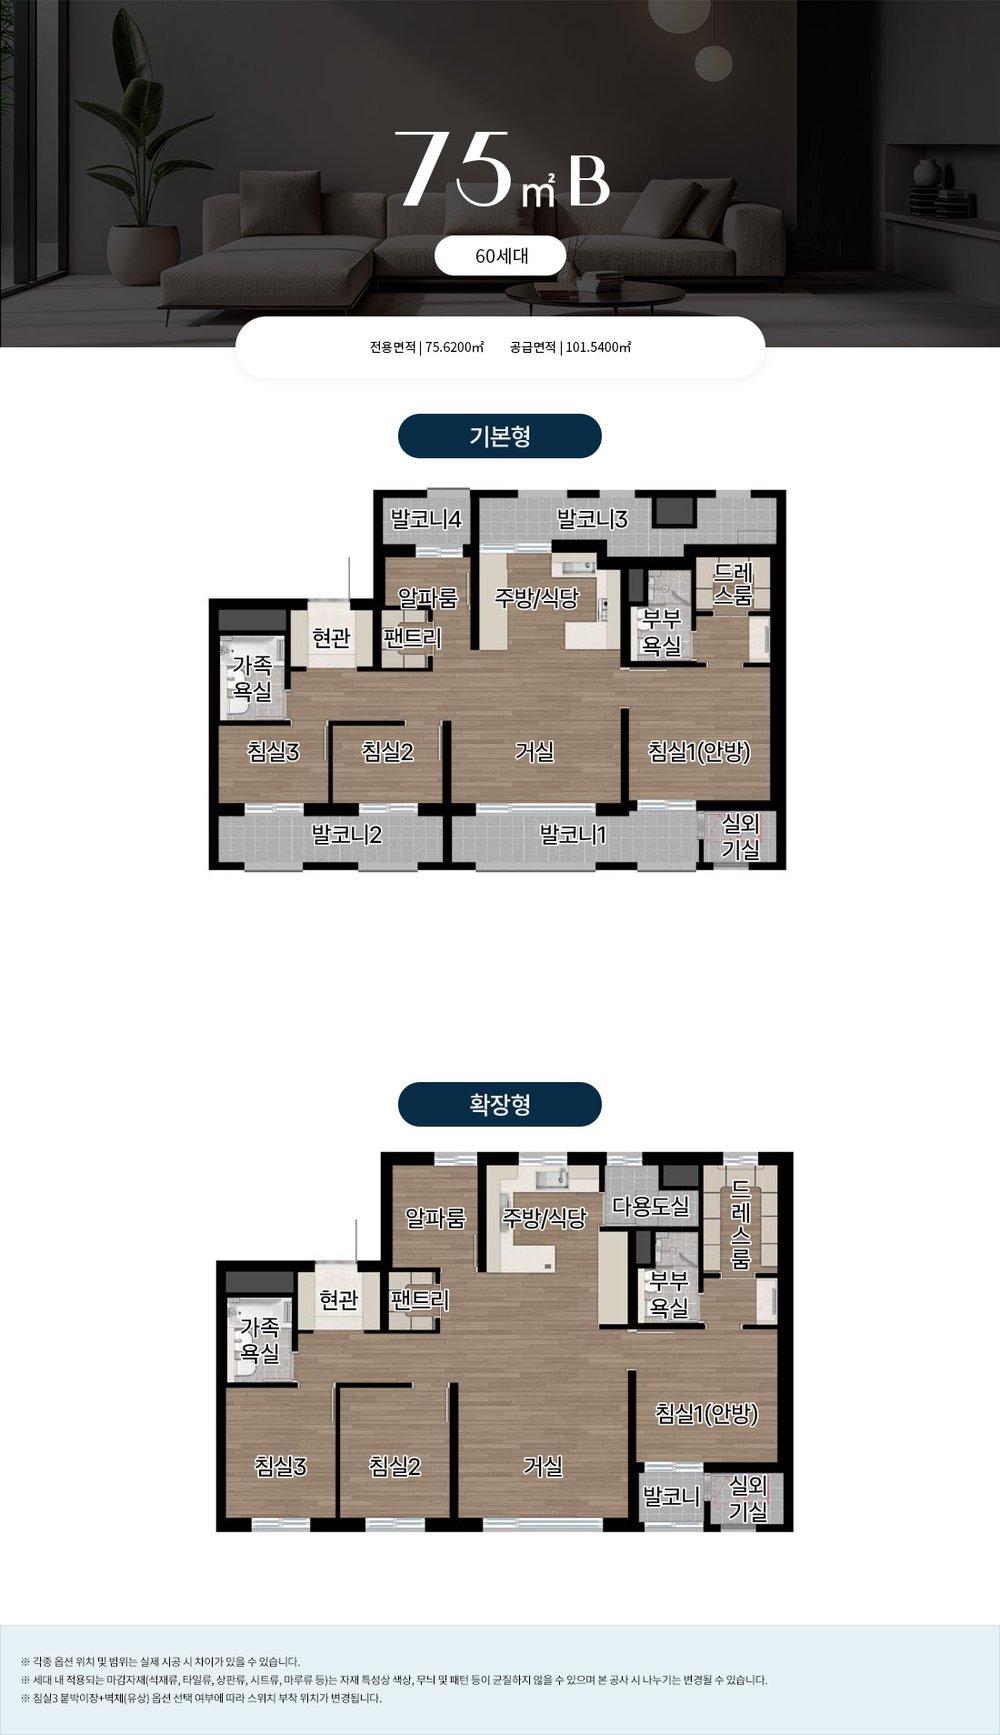 75㎡ B
60세대
전용면적 | 75.6200㎡ 공급면적 | 101.5400㎡
기본형
발코니4 발코니3
드레
스룸
알파룸 주방/식당
부부
욕실
현관 팬트리
가족
욕실
침실3 침실2 거실 침실1(안방)
발코니2 발코니1
실외
기실
확장형
알파룸 주방/식당 다용도실
드
레
스
룸
부부
욕실
현관 팬트리
가족
욕실
침실1(안방)
침실3 침실2 거실
발코니
실외
기실
※ 각종 옵션 위치 및 범위는 실제 시공 시 차이가 있을 수 있습니다.
※ 세대 내 적용되는 마감자재(석재류, 타일류, 상판류, 시트류, 마루류 등)는 자재 특성상 색상, 무늬 및 패턴 등이 균질하지 않을 수 있으며 본 공사 시 나누기는 변경될 수 있습니다.
※ 침실3 붙박이장+벽체(유상) 옵션 선택 여부에 따라 스위치 부착 위치가 변경됩니다.